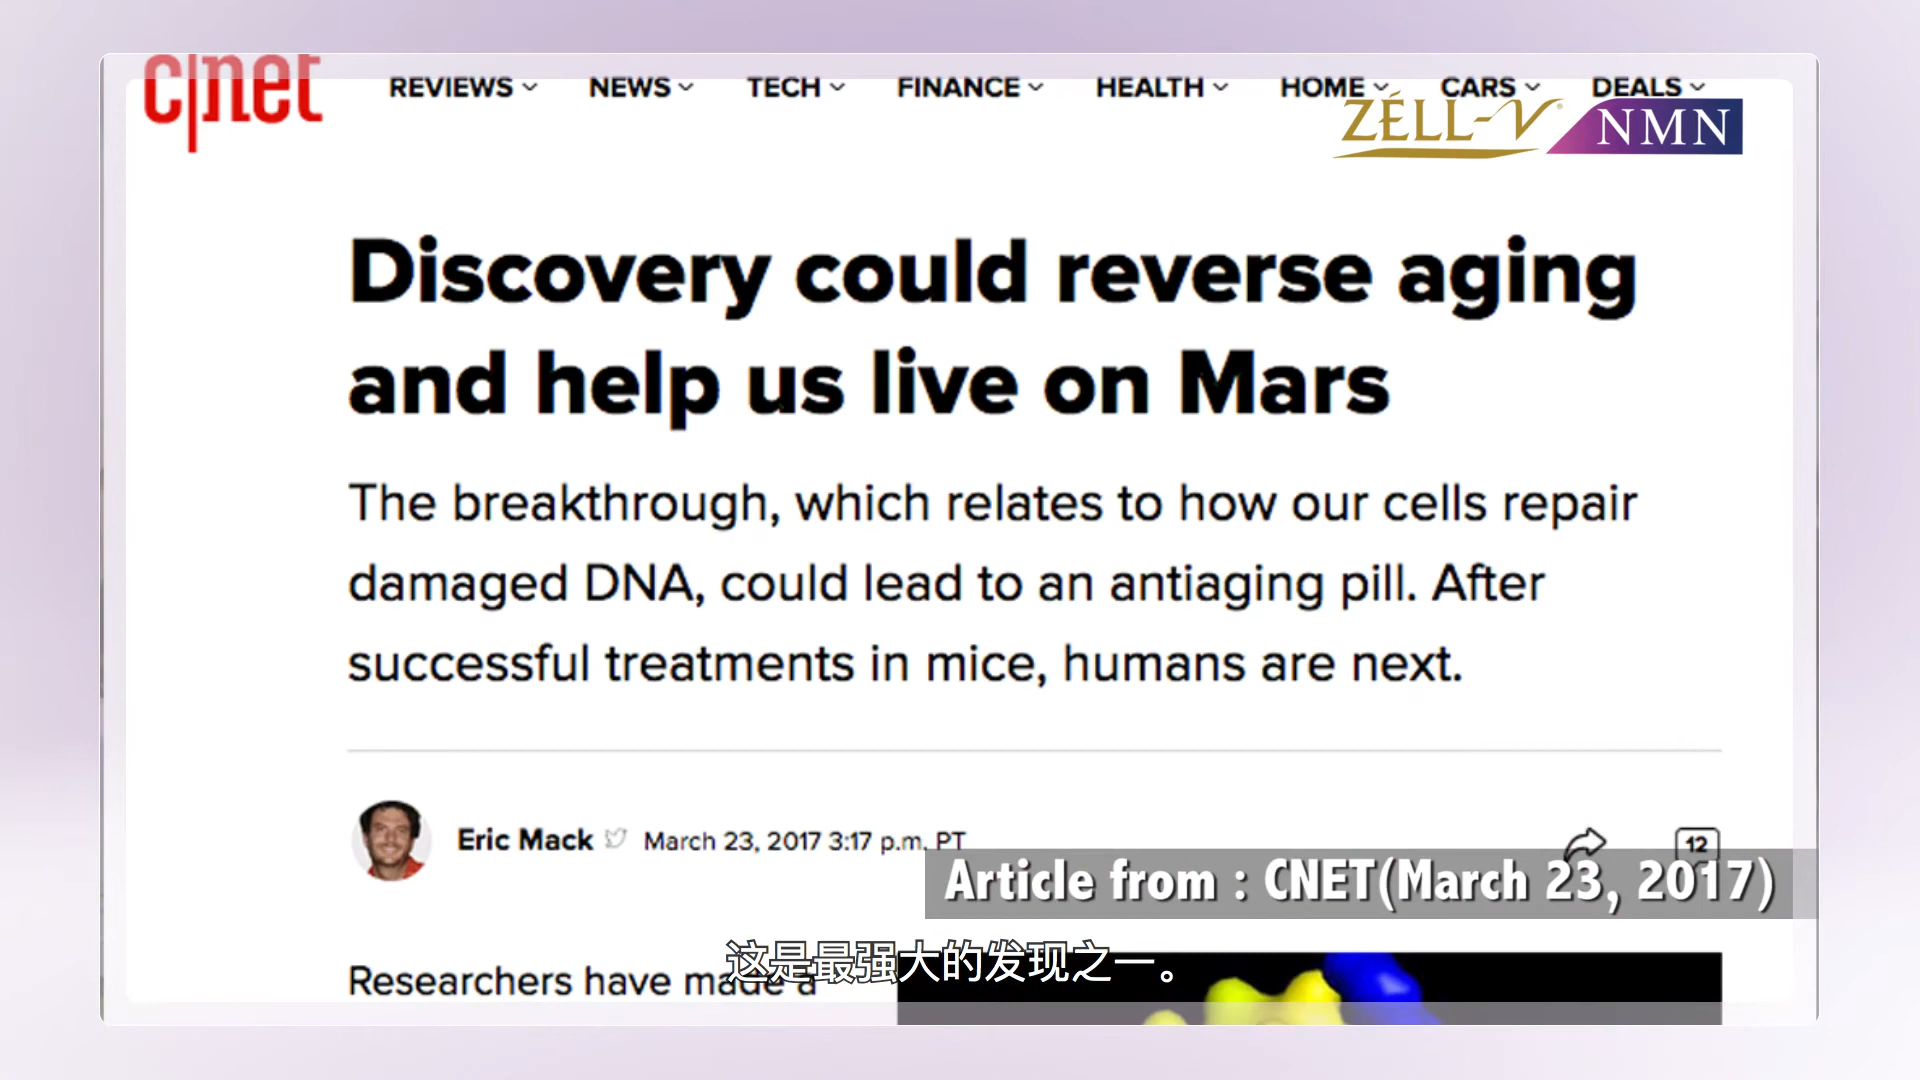 c|net
REVIEWS NEWS TECH FINANCE HEALTH HOME CARS DEALS
ZÉLL-V® NMN
Discovery could reverse aging
and help us live on Mars
The breakthrough, which relates to how our cells repair
damaged DNA, could lead to an antiaging pill. After
successful treatments in mice, humans are next.
Eric Mack March 23, 2017 3:17 p.m. PT
12
Article from : CNET(March 23, 2017)
这是最强大的发现之一。
Researchers have made a